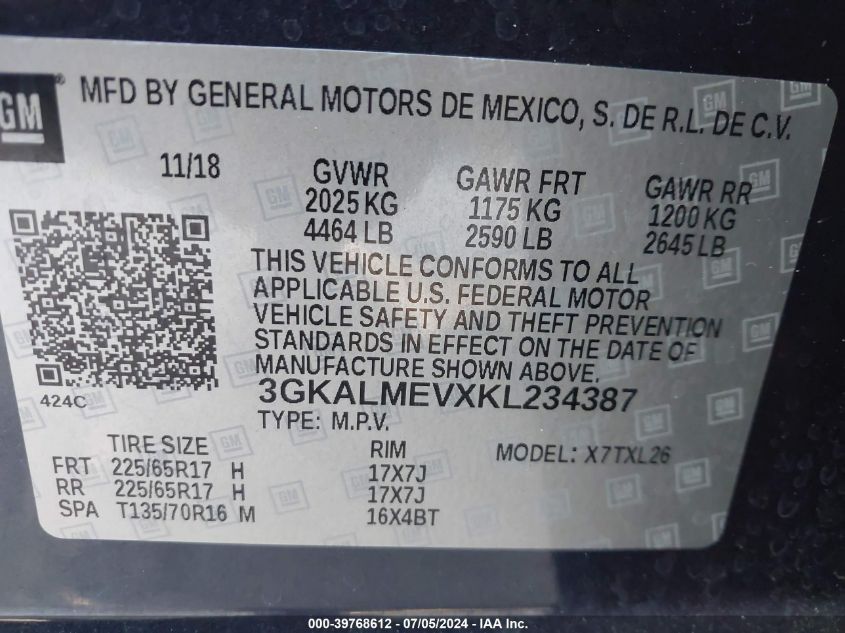 GM ®
MFD BY GENERAL MOTORS DE MEXICO, S. DE R.L. DE C.V.
11/18 GVWR GAWR FRT GAWR RR
2025 KG 1175 KG 1200 KG
4464 LB 2590 LB 2645 LB
THIS VEHICLE CONFORMS TO ALL
APPLICABLE U.S. FEDERAL MOTOR
VEHICLE SAFETY AND THEFT PREVENTION
STANDARDS IN EFFECT ON THE DATE OF
MANUFACTURE SHOWN ABOVE.
424C
3GKALMEVXKL234387
TYPE: M.P.V.
TIRE SIZE RIM MODEL: X7TXL26
FRT 225/65R17 H 17X7J
RR 225/65R17 H 17X7J
SPA T135/70R16 M 16X4BT
000-39768612 - 07/05/2024 - IAA Inc.